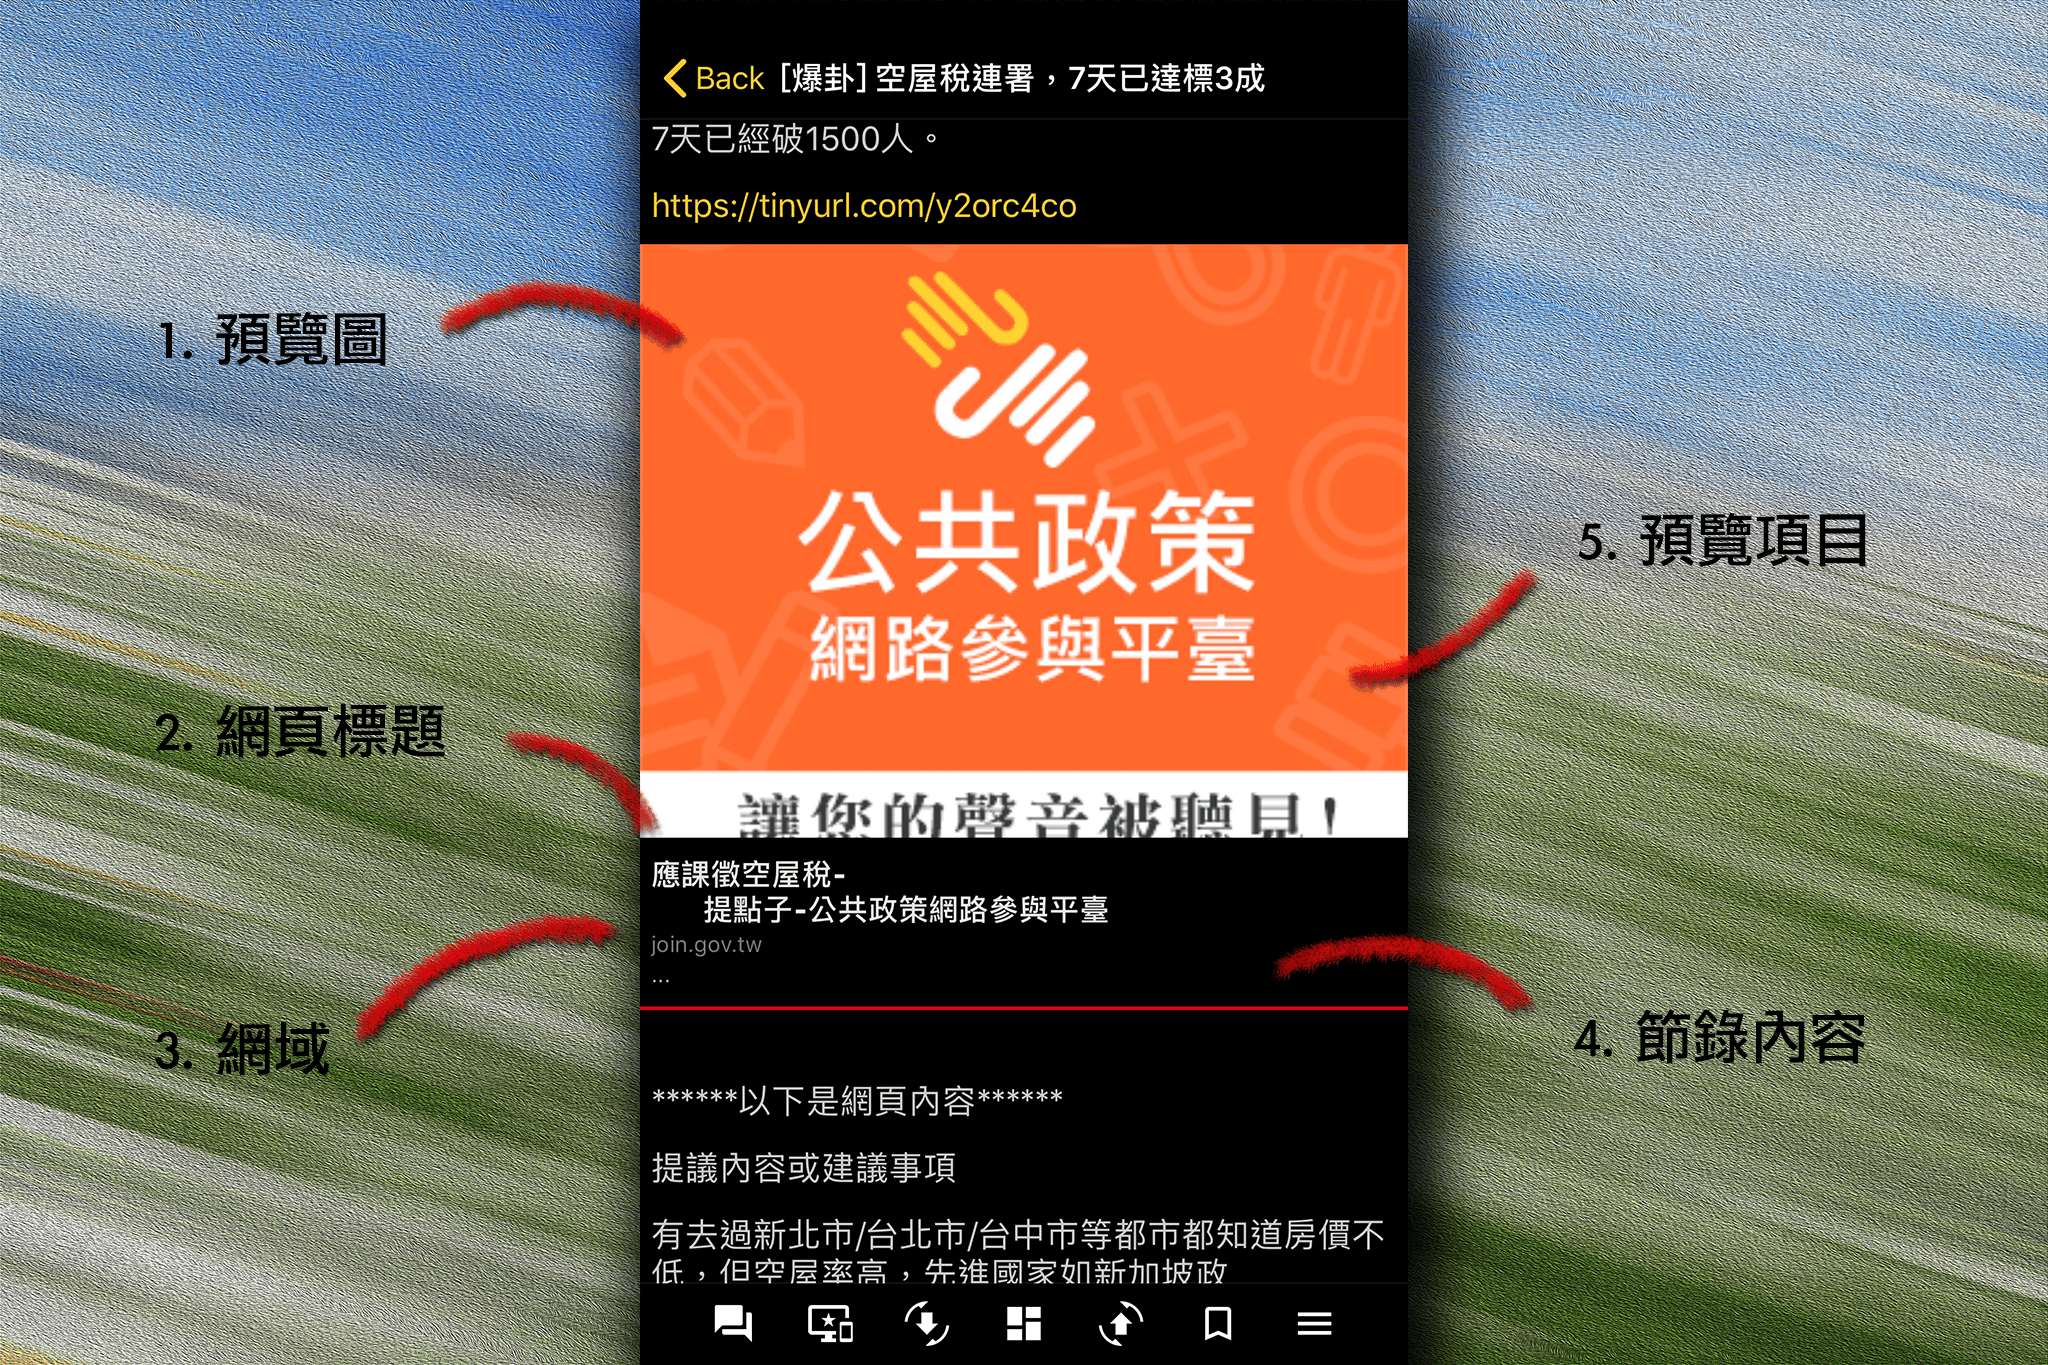 Back [爆卦] 空屋稅連署，7天已達標3成
7天已經破1500人。
https://tinyurl.com/y2orc4co
1. 預覽圖
公共政策
網路參與平臺
5. 預覽項目
2. 網頁標題
讓您的聲音被聽見!
應課徵空屋稅-
提點子-公共政策網路參與平臺
join.gov.tw
...
3. 網域
4. 節錄內容
******以下是網頁內容******
提議內容或建議事項
有去過新北市/台北市/台中市等都市都知道房價不
低，但空屋率高，先進國家如新加坡政